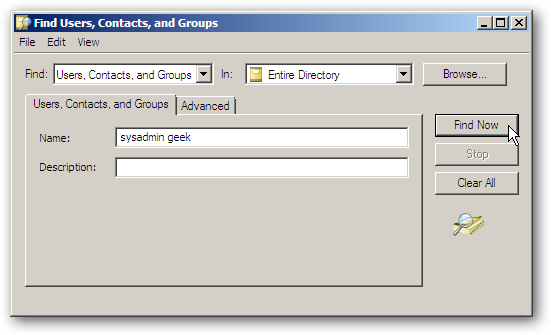 Find Users, Contacts, and Groups
File Edit View
Find: Users, Contacts, and Groups In: Entire Directory Browse...
Users, Contacts, and Groups Advanced
Name: sysadmin geek Find Now
Description: Stop
Clear All